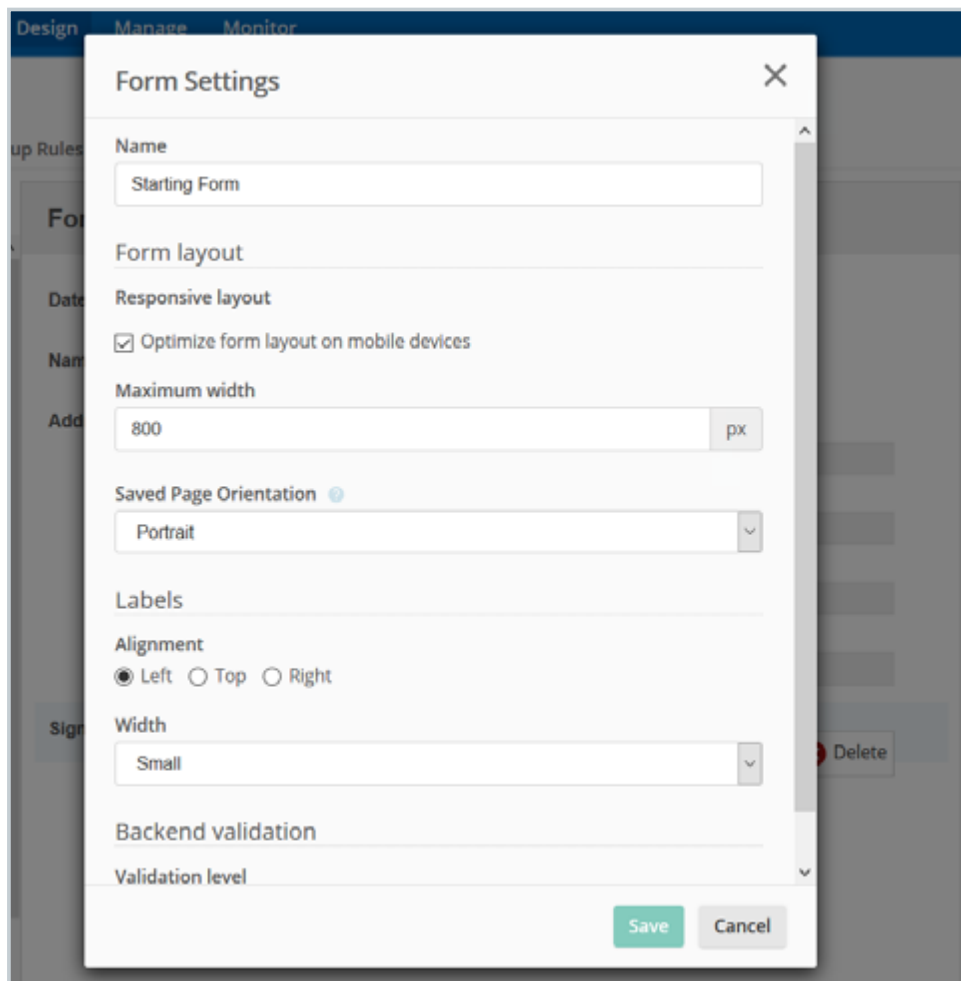 Design Manage Monitor
Form Settings
up Rules
Name
Starting Form
For
Form layout
Responsive layout
Date
Optimize form layout on mobile devices
Nam
Maximum width
Add
800 px
Saved Page Orientation ?
Portrait
Labels
Alignment
Left Top Right
Sign
Width
Small
Delete
Backend validation
Validation level
Save Cancel